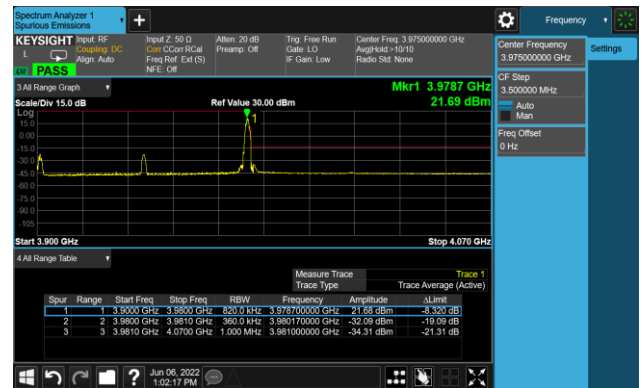 Spectrum Analyzer 1
Spurious Emissions
Frequency
KEYSIGHT
Input: RF
Coupling: DC
Align: Auto
Input Z: 50 Ω
Corr CCorr RCal
Freq Ref: Ext (S)
NFE: Off
Atten: 20 dB
Preamp: Off
Trig: Free Run
Gate: LO
IF Gain: Low
Center Freq: 3.975000000 GHz
Avg|Hold:>10/10
Radio Std: None
L
PASS
Center Frequency
3.975000000 GHz
Settings
CF Step
3.500000 MHz
Auto
Man
Freq Offset
0 Hz
3 All Range Graph
Mkr1 3.9787 GHz
Scale/Div 15.0 dB
Ref Value 30.00 dBm
21.69 dBm
Log
15.0
0.00
-15.0
-30.0
-45.0
-60.0
-75.0
-90.0
-105
1
Start 3.900 GHz
Stop 4.070 GHz
4 All Range Table
Measure Trace Trace 1
Trace Type Trace Average (Active)
Spur Range Start Freq Stop Freq RBW Frequency Amplitude ΔLimit
1 1 3.9000 GHz 3.9800 GHz 820.0 kHz 3.978700000 GHz 21.68 dBm -8.320 dB
2 2 3.9800 GHz 3.9810 GHz 360.0 kHz 3.980170000 GHz -32.09 dBm -19.09 dB
3 3 3.9810 GHz 4.0700 GHz 1.000 MHz 3.981000000 GHz -34.31 dBm -21.31 dB
?
Jun 06, 2022
1:02:17 PM